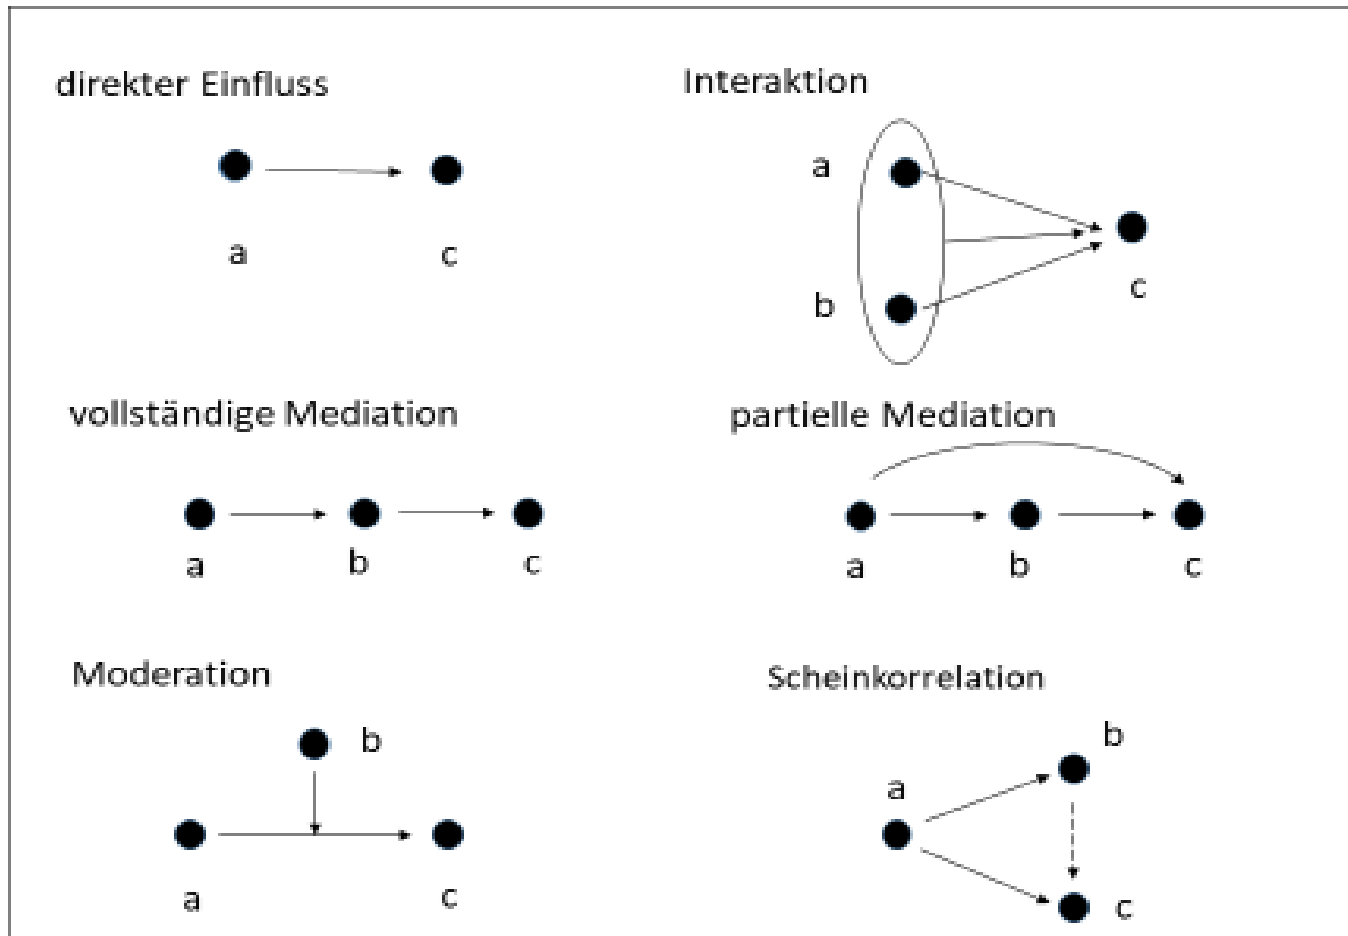 direkter Einfluss
a
c
Interaktion
a
b
c
vollständige Mediation
a
b
c
partielle Mediation
a
b
c
Moderation
b
a
c
Scheinkorrelation
b
a
c